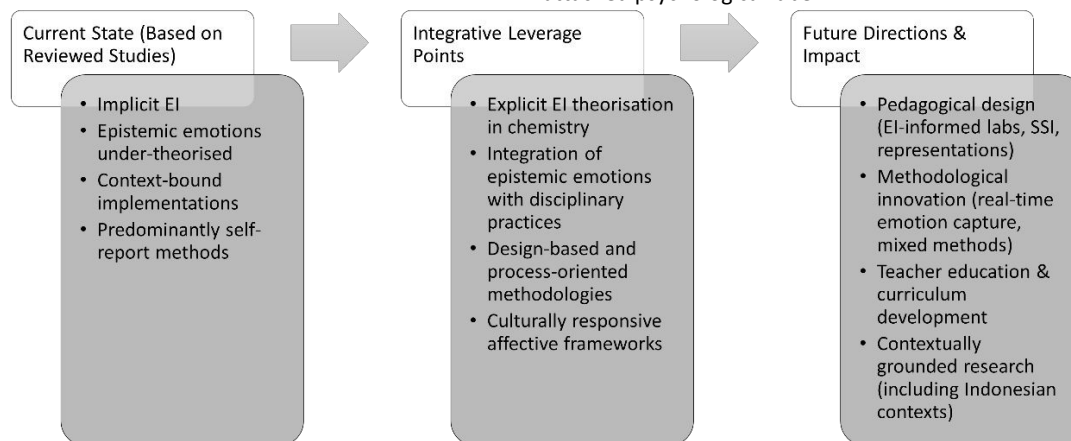 Current State (Based on
Reviewed Studies)
• Implicit EI
• Epistemic emotions
under-theorised
• Context-bound
implementations
• Predominantly self-
report methods
Integrative Leverage
Points
• Explicit EI theorisation
in chemistry
• Integration of
epistemic emotions
with disciplinary
practices
• Design-based and
process-oriented
methodologies
• Culturally responsive
affective frameworks
Future Directions &
Impact
• Pedagogical design
(EI-informed labs, SSI,
representations)
• Methodological
innovation (real-time
emotion capture,
mixed methods)
• Teacher education &
curriculum
development
• Contextually
grounded research
(including Indonesian
contexts)